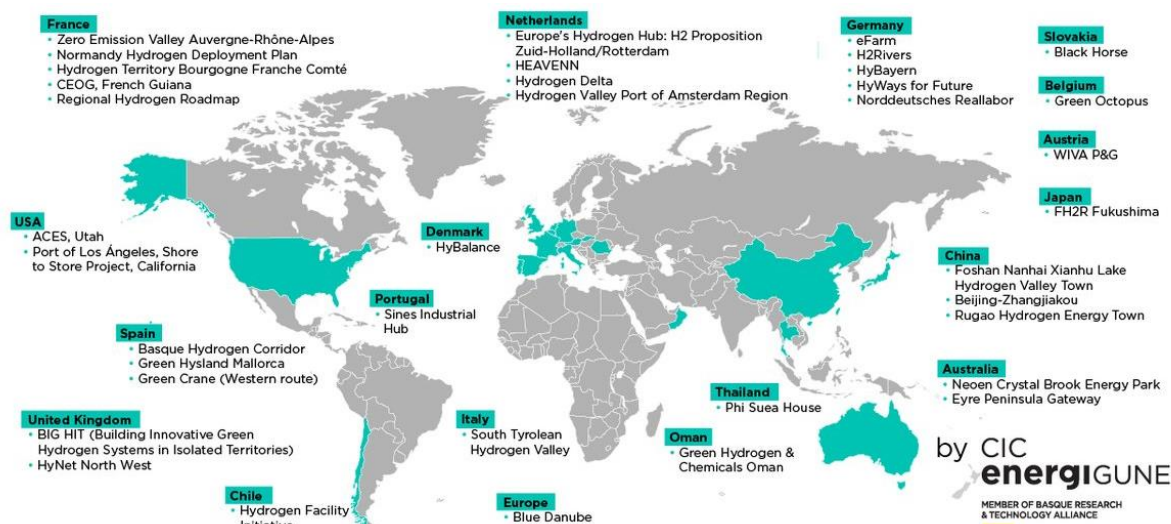 France
• Zero Emission Valley Auvergne-Rhône-Alpes
• Normandy Hydrogen Deployment Plan
• Hydrogen Territory Bourgogne Franche Comté
• CEOG, French Guiana
• Regional Hydrogen Roadmap
Netherlands
• Europe's Hydrogen Hub: H2 Proposition
Zuid-Holland/Rotterdam
• HEAVENN
• Hydrogen Delta
• Hydrogen Valley Port of Amsterdam Region
Germany
• eFarm
• H2Rivers
• HyBayern
• HyWays for Future
• Norddeutsches Reallabor
Slovakia
• Black Horse
Belgium
• Green Octopus
Austria
• WIVA P&G
Japan
• FH2R Fukushima
USA
• ACES, Utah
• Port of Los Ángeles, Shore
to Store Project, California
Denmark
• HyBalance
China
• Foshan Nanhai Xianhu Lake
Hydrogen Valley Town
• Beijing-Zhangjiakou
• Rugao Hydrogen Energy Town
Portugal
• Sines Industrial
Hub
Spain
• Basque Hydrogen Corridor
• Green Hysland Mallorca
• Green Crane (Western route)
Australia
• Neoen Crystal Brook Energy Park
• Eyre Peninsula Gateway
Thailand
• Phi Suea House
United Kingdom
• BIG HIT (Building Innovative Green
Hydrogen Systems in Isolated Territories)
• HyNet North West
Italy
• South Tyrolean
Hydrogen Valley
Oman
• Green Hydrogen &
Chemicals Oman
Chile
• Hydrogen Facility
Initiative
Europe
• Blue Danube
by CIC
energiGUNE
MEMBER OF BASQUE RESEARCH
& TECHNOLOGY ALLIANCE